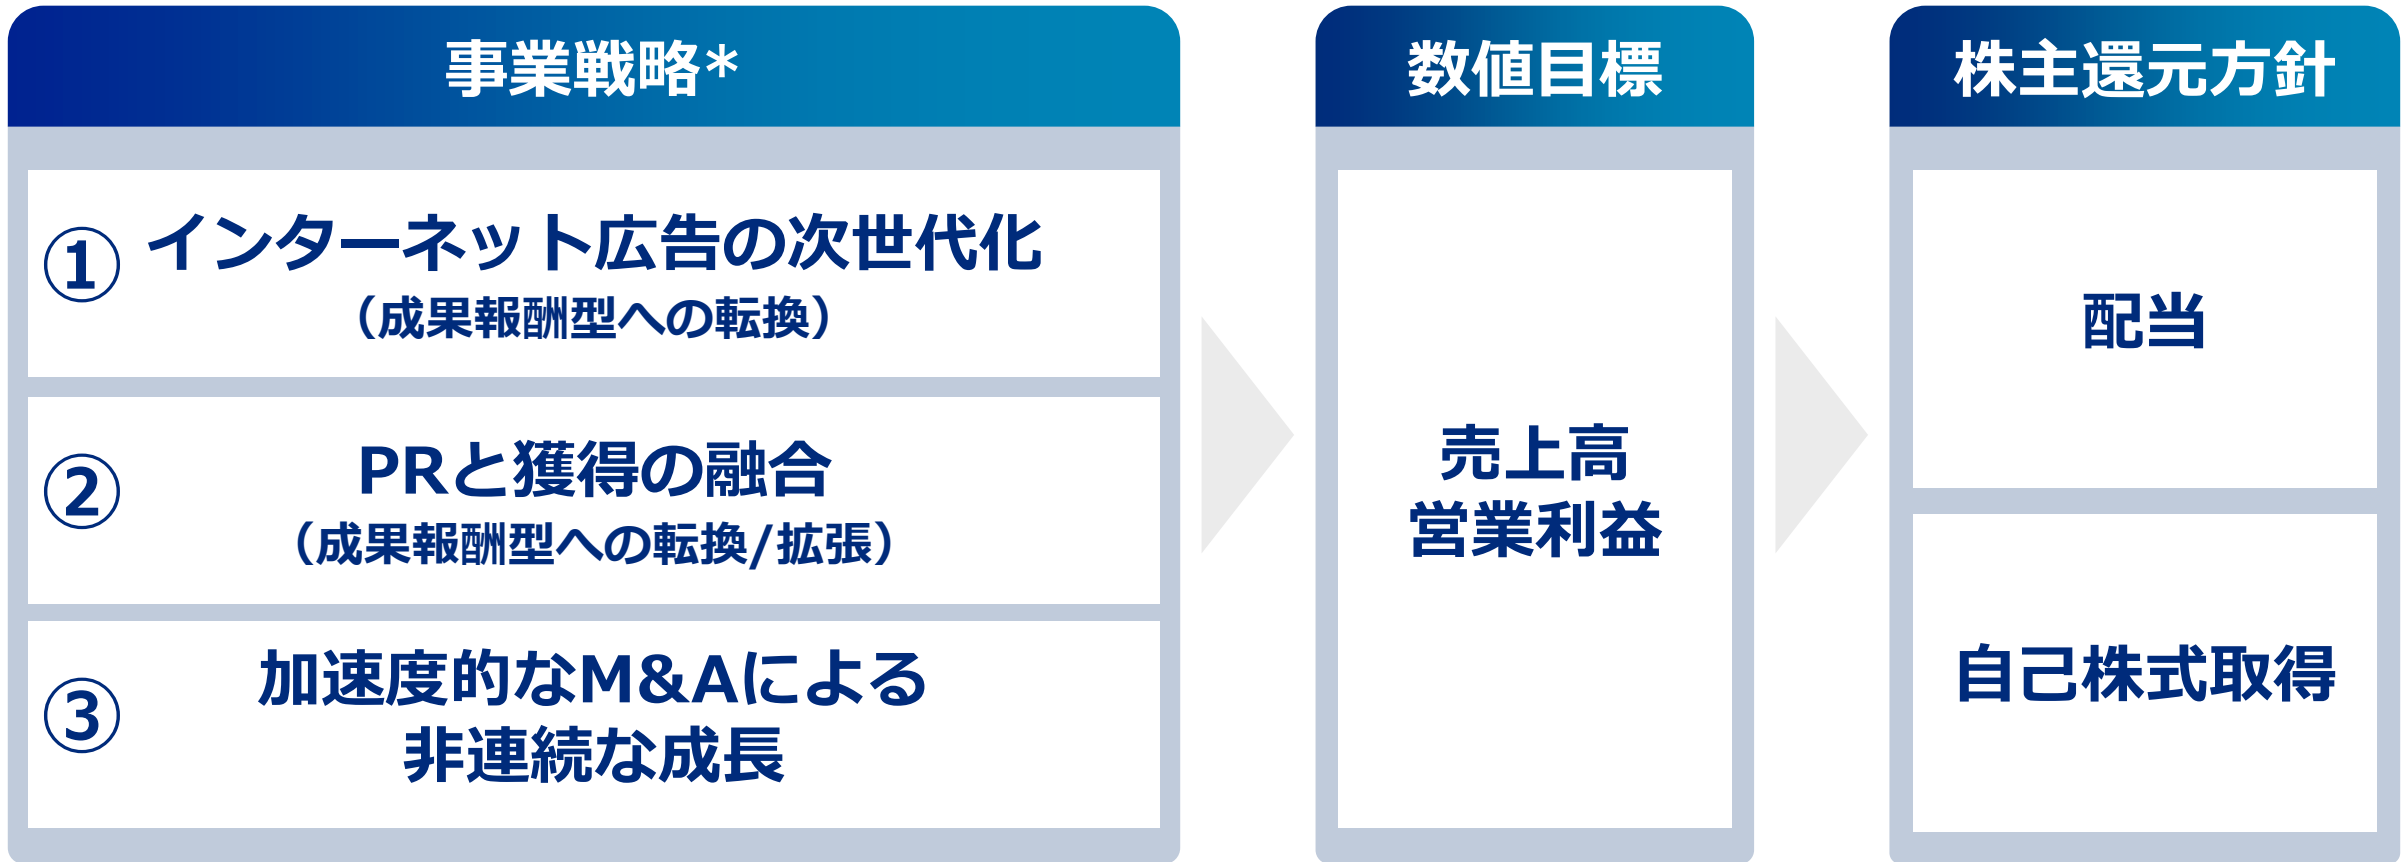 事業戦略*
① インターネット広告の次世代化
（成果報酬型への転換）
② PRと獲得の融合
（成果報酬型への転換/拡張）
③ 加速度的なM&Aによる
非連続な成長
数値目標
売上高
営業利益
株主還元方針
配当
自己株式取得